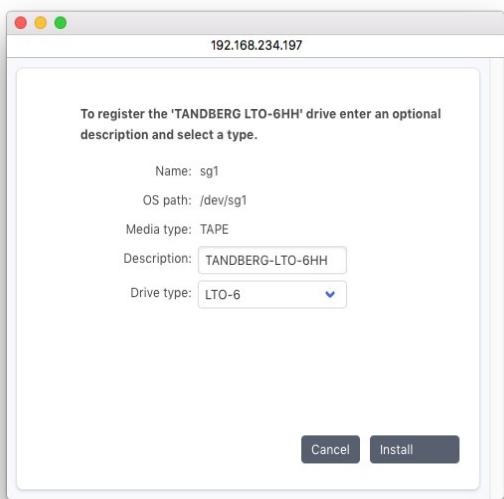 192.168.234.197
To register the 'TANDBERG LTO-6HH' drive enter an optional
description and select a type.
Name: sg1
OS path: /dev/sg1
Media type: TAPE
Description: TANDBERG-LTO-6HH
Drive type: LTO-6
Cancel Install